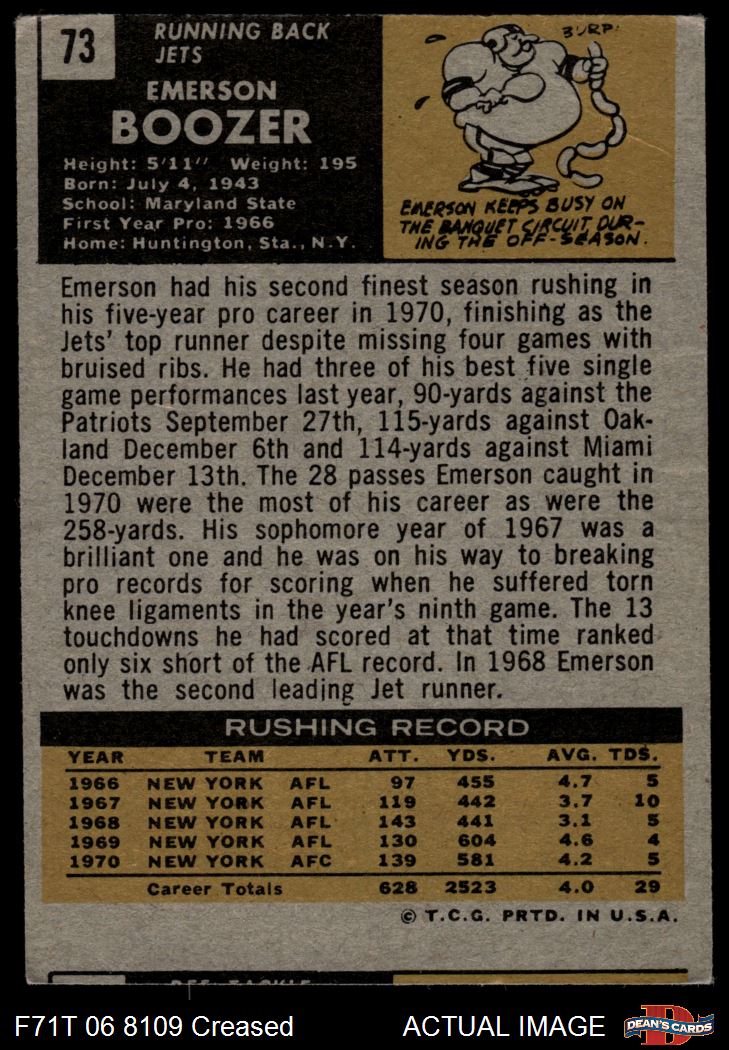 73
RUNNING BACK
JETS
EMERSON
BOOZER
Height: 5'11" Weight: 195
Born: July 4, 1943
School: Maryland State
First Year Pro: 1966
Home: Huntington, Sta., N.Y.
BURP!
EMERSON KEEPS BUSY ON
THE BANQUET CIRCUIT DUR-
ING THE OFF-SEASON.
Emerson had his second finest season rushing in
his five-year pro career in 1970, finishing as the
Jets' top runner despite missing four games with
bruised ribs. He had three of his best five single
game performances last year, 90-yards against the
Patriots September 27th, 115-yards against Oak-
land December 6th and 114-yards against Miami
December 13th. The 28 passes Emerson caught in
1970 were the most of his career as were the
258-yards. His sophomore year of 1967 was a
brilliant one and he was on his way to breaking
pro records for scoring when he suffered torn
knee ligaments in the year's ninth game. The 13
touchdowns he had scored at that time ranked
only six short of the AFL record. In 1968 Emerson
was the second leading Jet runner.
RUSHING RECORD
YEAR TEAM ATT. YDS. AVG. TDS.
1966 NEW YORK AFL 97 455 4.7 5
1967 NEW YORK AFL 119 442 3.7 10
1968 NEW YORK AFL 143 441 3.1 5
1969 NEW YORK AFL 130 604 4.6 4
1970 NEW YORK AFC 139 581 4.2 5
Career Totals 628 2523 4.0 29
© T.C.G. PRTD. IN U.S.A.
DEF. TACKLE
F71T 06 8109 Creased ACTUAL IMAGE
DEAN'S CARDS